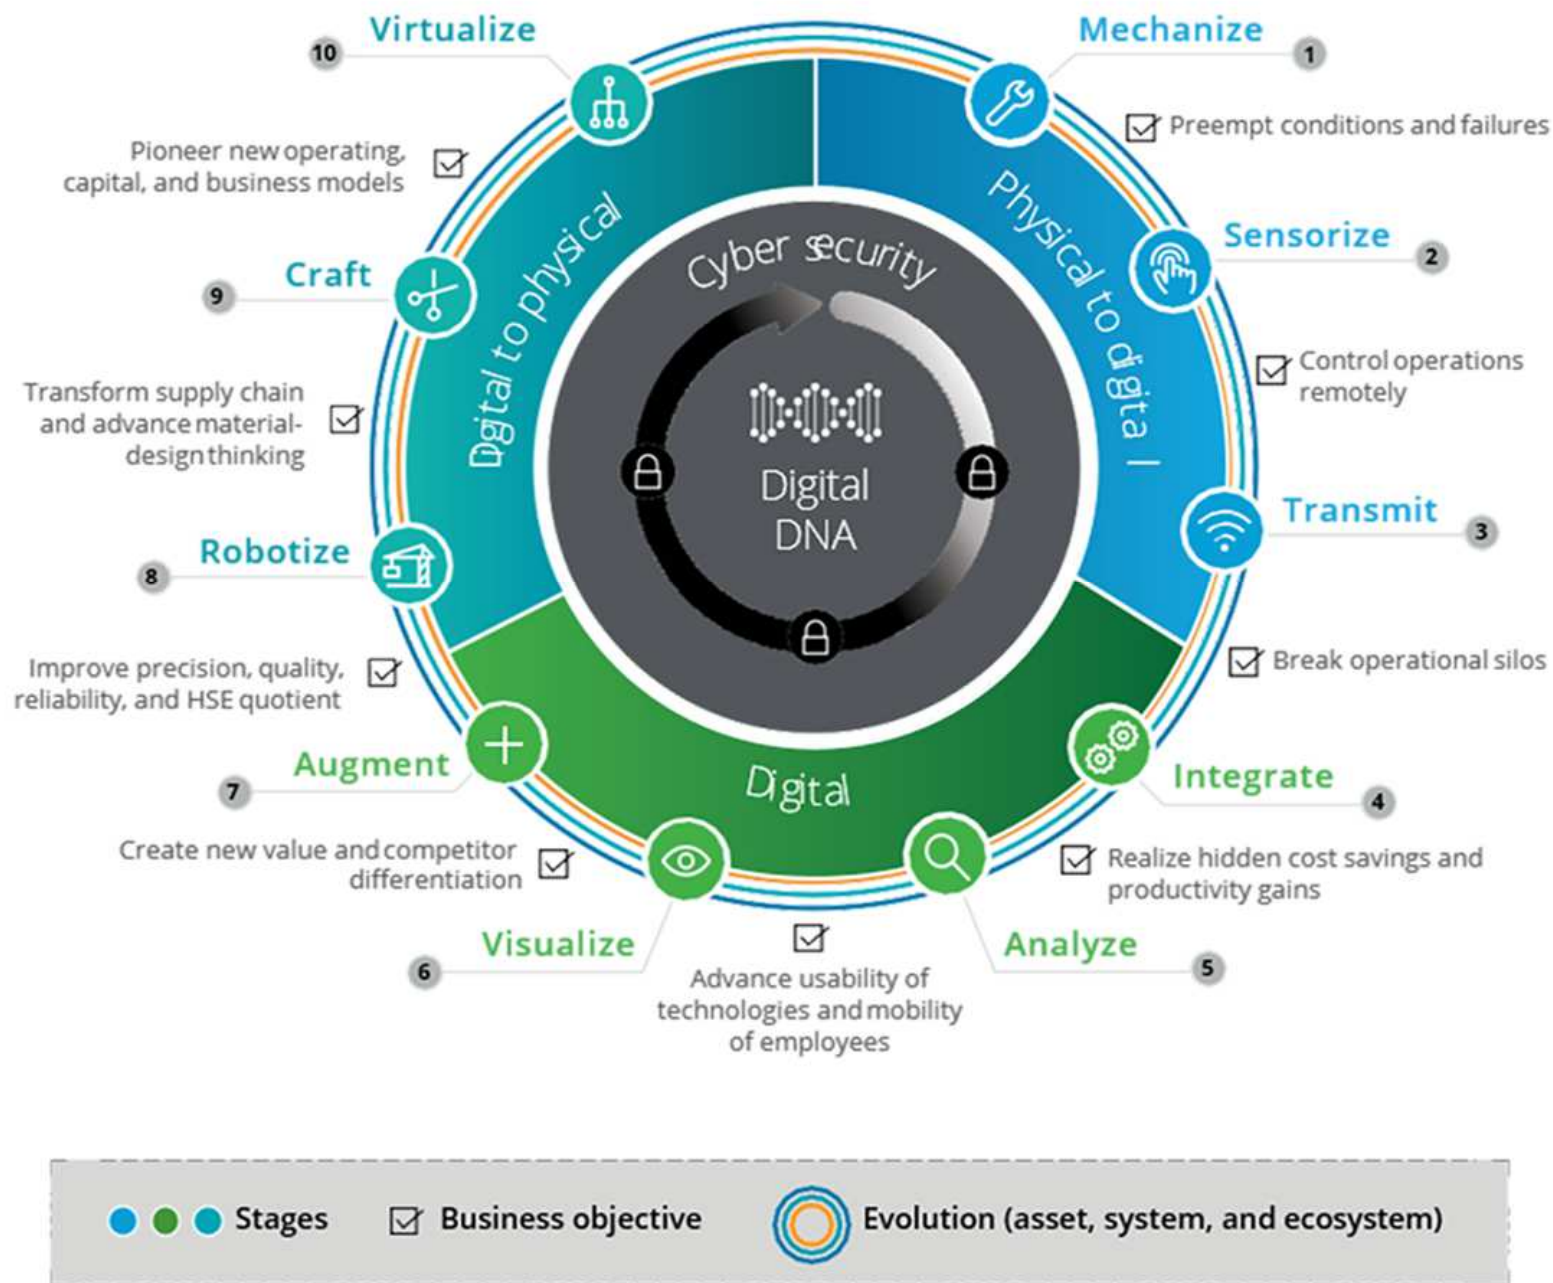 Virtualize
10
Mechanize
1
Preempt conditions and failures
Pioneer new operating,
capital, and business models
Sensorize
2
Physical to digital
Cyber security
Digital to physical
Craft
9
Control operations
remotely
Transform supply chain
and advance material-
design thinking
Digital
DNA
Transmit
3
Robotize
8
Break operational silos
Improve precision, quality,
reliability, and HSE quotient
Augment
7
Digital
Integrate
4
Create new value and competitor
differentiation
Realize hidden cost savings and
productivity gains
Visualize
6
Analyze
5
Advance usability of
technologies and mobility
of employees
Stages
Business objective
Evolution (asset, system, and ecosystem)